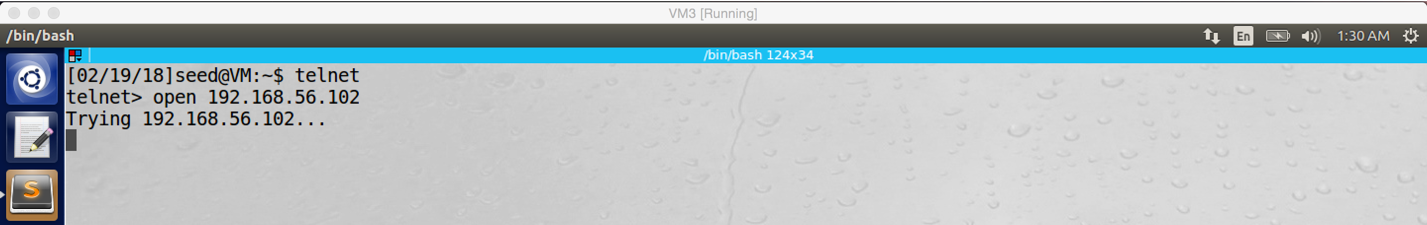 VM3 [Running]
/bin/bash
En
1:30 AM
/bin/bash 124x34
[02/19/18]seed@VM:~$ telnet
telnet> open 192.168.56.102
Trying 192.168.56.102...
S